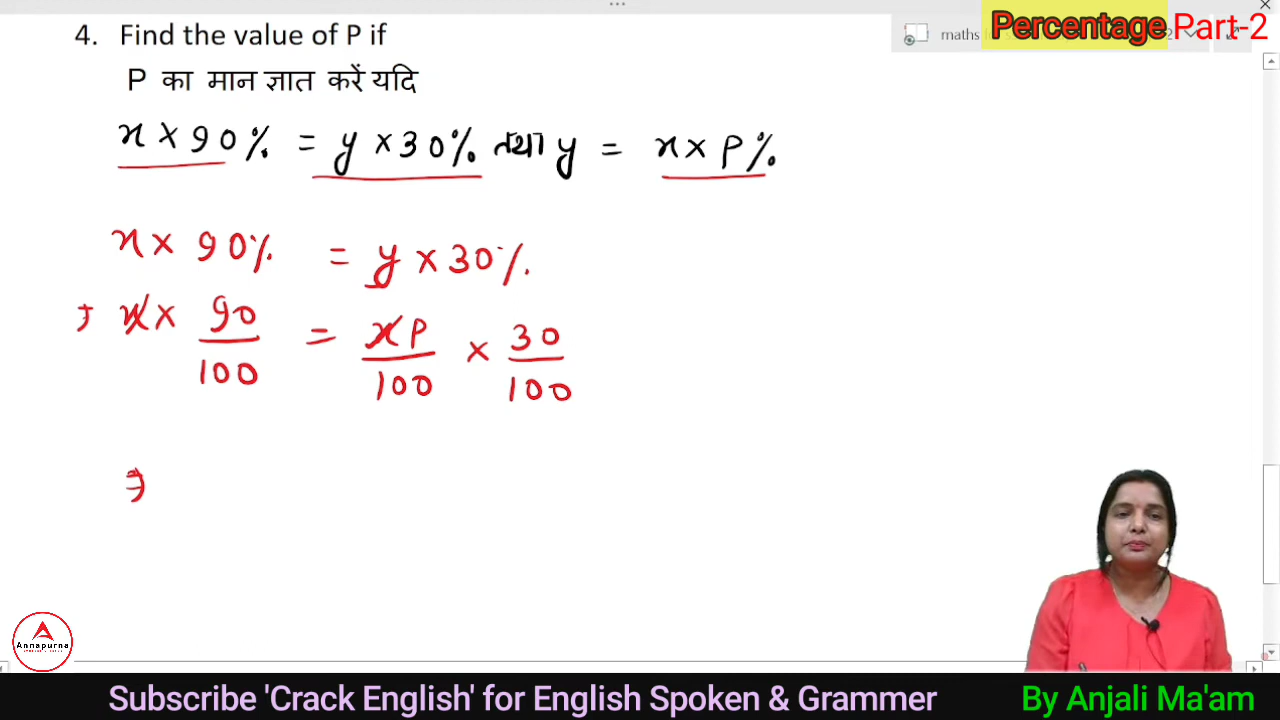 Percentage Part-2
4. Find the value of P if
maths
P का मान ज्ञात करें यदि
x × 90% = y × 30% तथा y = x × P%
x × 90% = y × 30%
⇒ x × 90/100 = xP/100 × 30/100
⇒
Annapurna
Subscribe 'Crack English' for English Spoken & Grammer By Anjali Ma'am